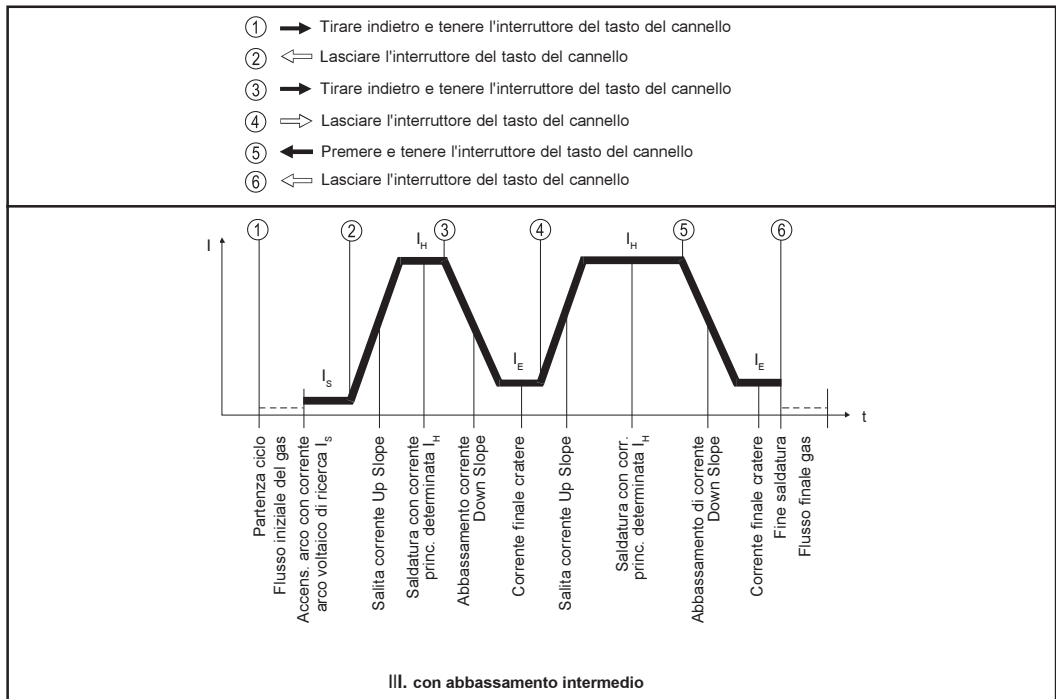 1 Tirare indietro e tenere l'interruttore del tasto del cannello
2 Lasciare l'interruttore del tasto del cannello
3 Tirare indietro e tenere l'interruttore del tasto del cannello
4 Lasciare l'interruttore del tasto del cannello
5 Premere e tenere l'interruttore del tasto del cannello
6 Lasciare l'interruttore del tasto del cannello
1 2 3 4 5 6
I
I_H I_H
I_S I_E I_E
t
Partenza ciclo
Flusso iniziale del gas
Accens. arco con corrente
arco voltaico di ricerca I_S
Salita corrente Up Slope
Saldatura con corrente
princ. determinata I_H
Abbassamento corrente
Down Slope
Corrente finale cratere
Salita corrente Up Slope
Saldatura con corr.
princ. determinata I_H
Abbassamento di corrente
Down Slope
Corrente finale cratere
Fine saldatura
Flusso finale gas
III. con abbassamento intermedio